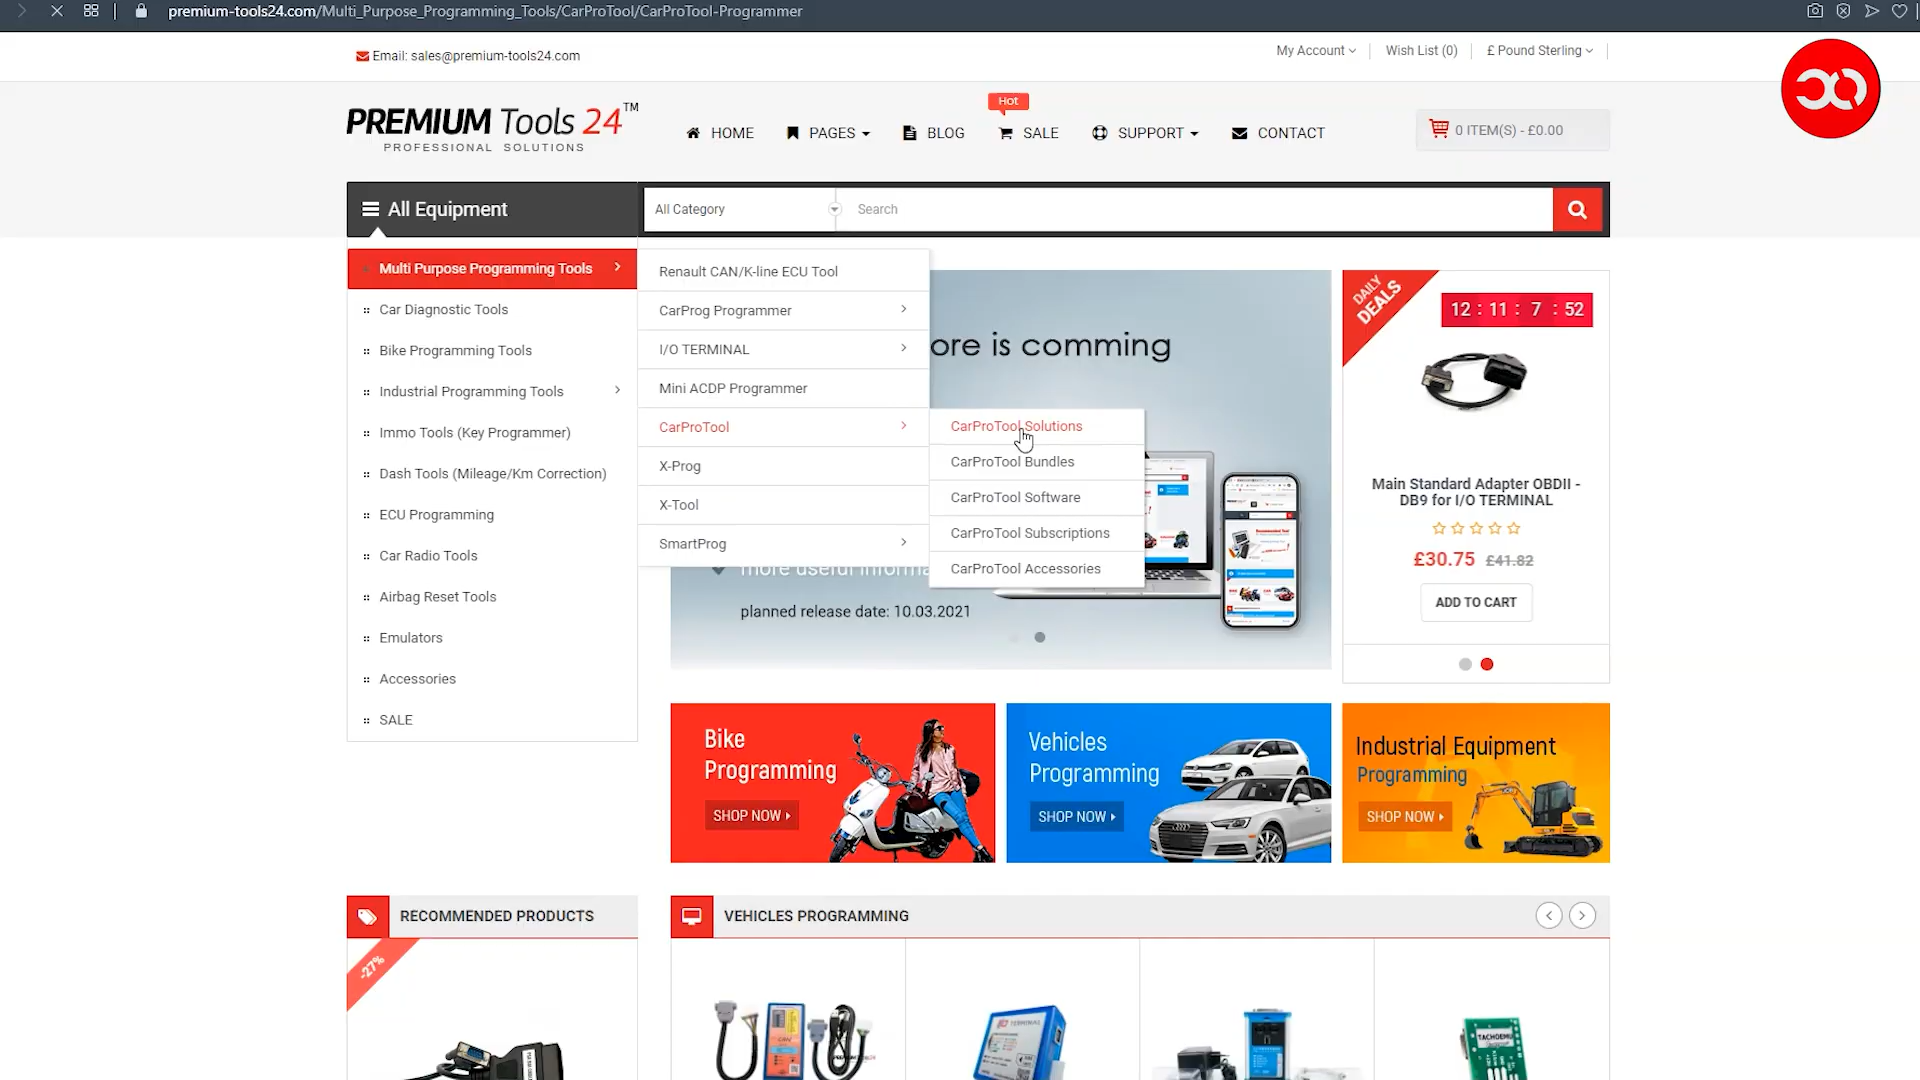 premium-tools24.com/Multi_Purpose_Programming_Tools/CarProTool/CarProTool-Programmer
Email: sales@premium-tools24.com
My Account
Wish List (0)
£ Pound Sterling
PREMIUM Tools 24™
PROFESSIONAL SOLUTIONS
HOME
PAGES
BLOG
Hot
SALE
SUPPORT
CONTACT
0 ITEM(S) - £0.00
All Equipment
All Category
Search
Multi Purpose Programming Tools
Car Diagnostic Tools
Bike Programming Tools
Industrial Programming Tools
Immo Tools (Key Programmer)
Dash Tools (Mileage/Km Correction)
ECU Programming
Car Radio Tools
Airbag Reset Tools
Emulators
Accessories
SALE
Renault CAN/K-line ECU Tool
CarProg Programmer
I/O TERMINAL
Mini ACDP Programmer
CarProTool
X-Prog
X-Tool
SmartProg
CarProTool Solutions
CarProTool Bundles
CarProTool Software
CarProTool Subscriptions
CarProTool Accessories
ore is comming
more useful informa
planned release date: 10.03.2021
DAILY
DEALS
12 : 11 : 7 : 52
Main Standard Adapter OBDII -
DB9 for I/O TERMINAL
£30.75 £41.82
ADD TO CART
Bike
Programming
SHOP NOW
Vehicles
Programming
SHOP NOW
Industrial Equipment
Programming
SHOP NOW
RECOMMENDED PRODUCTS
-27%
VEHICLES PROGRAMMING
TERMINAL
TACHOEMU